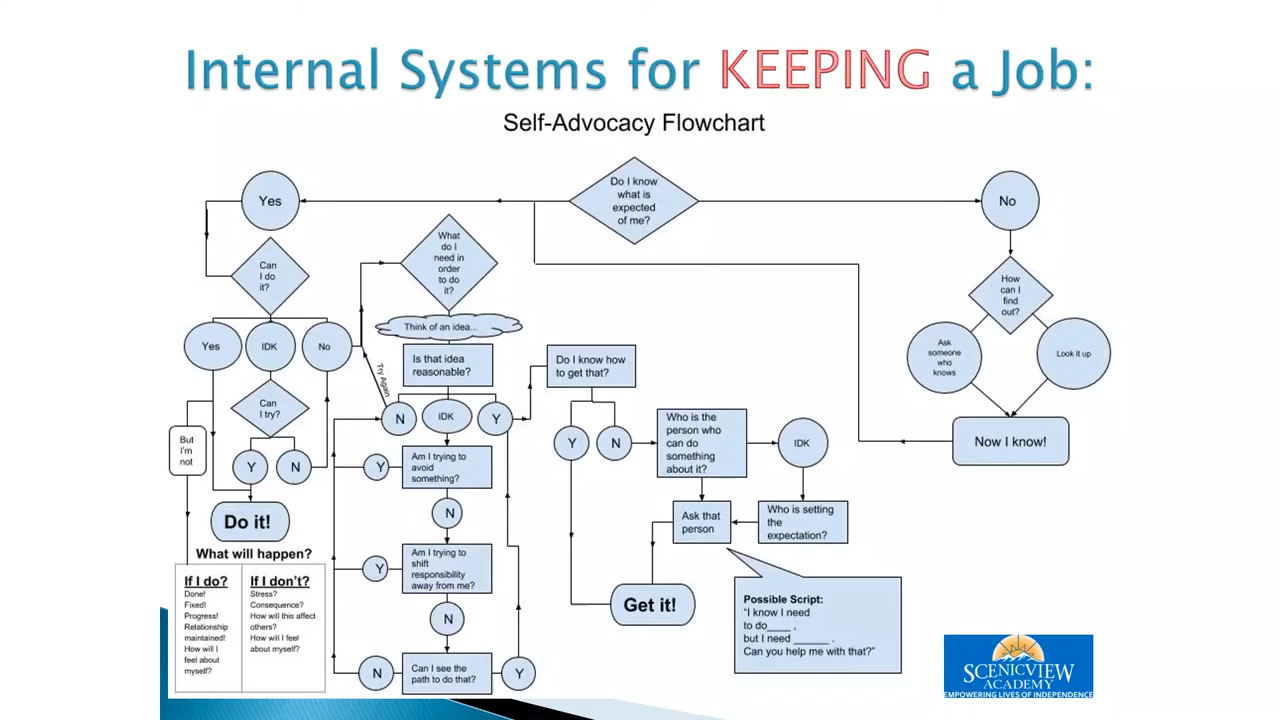 Internal Systems for KEEPING a Job:
Self-Advocacy Flowchart
Do I know
what is
expected
of me?
Yes
No
Can
I do
it?
Yes
IDK
No
Can
I try?
Y
N
But
I'm
not
Do it!
What will happen?
If I do?
Done!
Fixed!
Progress!
Relationship
maintained!
How will I
feel about
myself?
If I don't?
Stress?
Consequence?
How will this affect
others?
How will I feel
about myself?
What
do I
need in
order
to do
it?
Think of an idea...
Is that idea
reasonable?
Try Again
N
IDK
Y
Am I trying to
avoid
something?
Y
N
Am I trying to
shift
responsibility
away from me?
Y
N
Can I see the
path to do that?
N
Y
Do I know how
to get that?
Y
N
Who is the
person who
can do
something
about it?
IDK
Ask that
person
Who is setting
the
expectation?
Get it!
Possible Script:
"I know I need
to do____ ,
but I need ______ .
Can you help me with that?"
How
can I
find
out?
Ask
someone
who
knows
Look it up
Now I know!
SCENICVIEW
ACADEMY
EMPOWERING LIVES OF INDEPENDENCE